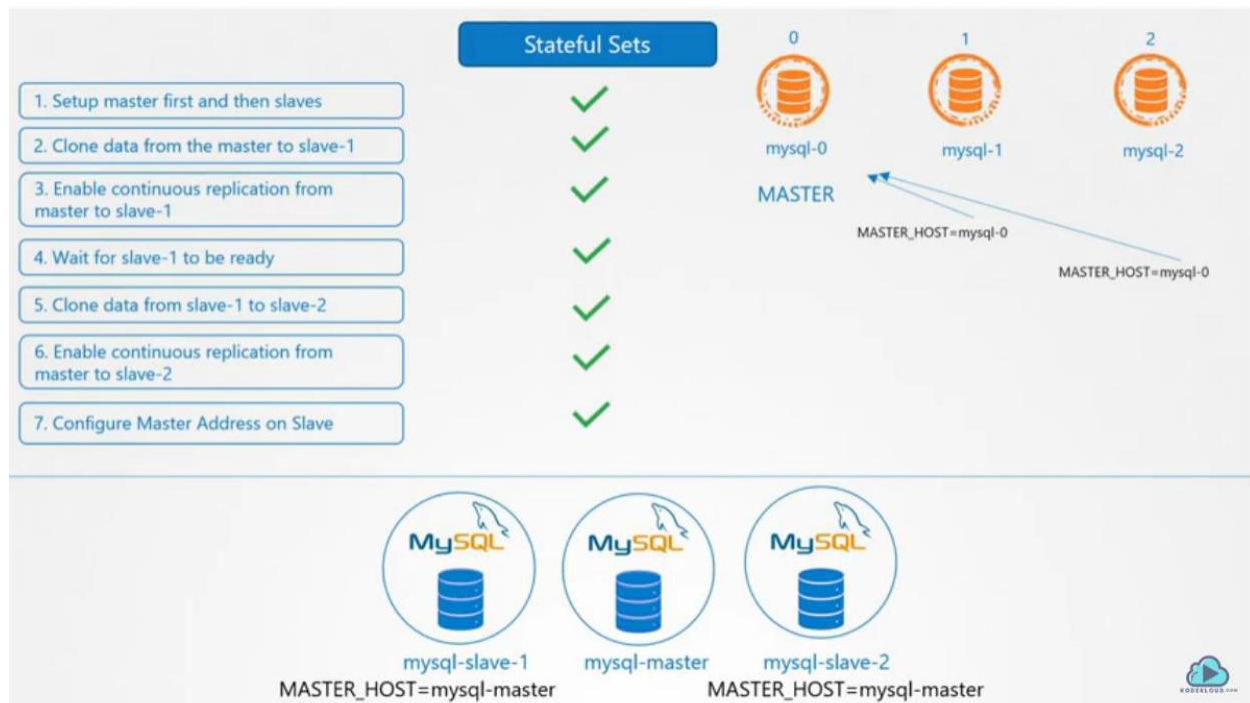 Stateful Sets
1. Setup master first and then slaves
2. Clone data from the master to slave-1
3. Enable continuous replication from
master to slave-1
4. Wait for slave-1 to be ready
5. Clone data from slave-1 to slave-2
6. Enable continuous replication from
master to slave-2
7. Configure Master Address on Slave
0
1
2
mysql-0
mysql-1
mysql-2
MASTER
MASTER_HOST=mysql-0
MASTER_HOST=mysql-0
MySQL
MySQL
MySQL
mysql-slave-1
mysql-master
mysql-slave-2
MASTER_HOST=mysql-master
MASTER_HOST=mysql-master
KODEKLOUD.COM